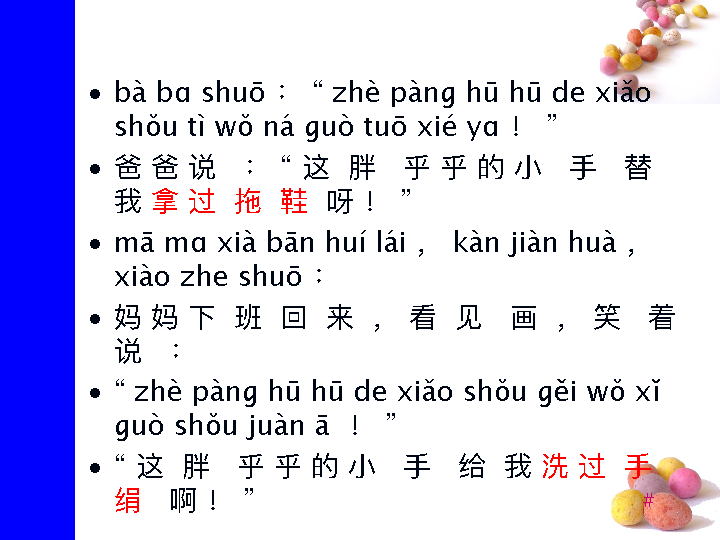 • bà bɑ shuō： “ zhè pàng hū hū de xiǎo
shǒu tì wǒ ná guò tuō xié yɑ！ ”
• 爸 爸 说 ：“ 这 胖 乎 乎 的 小 手 替
我 拿 过 拖 鞋 呀！ ”
• mā mɑ xià bān huí lái， kàn jiàn huà，
xiào zhe shuō：
• 妈 妈 下 班 回 来 ， 看 见 画 ， 笑 着
说 ：
• “ zhè pàng hū hū de xiǎo shǒu gěi wǒ xǐ
guò shǒu juàn ā ！ ”
• “ 这 胖 乎 乎 的 小 手 给 我 洗 过 手
绢 啊！ ”
#